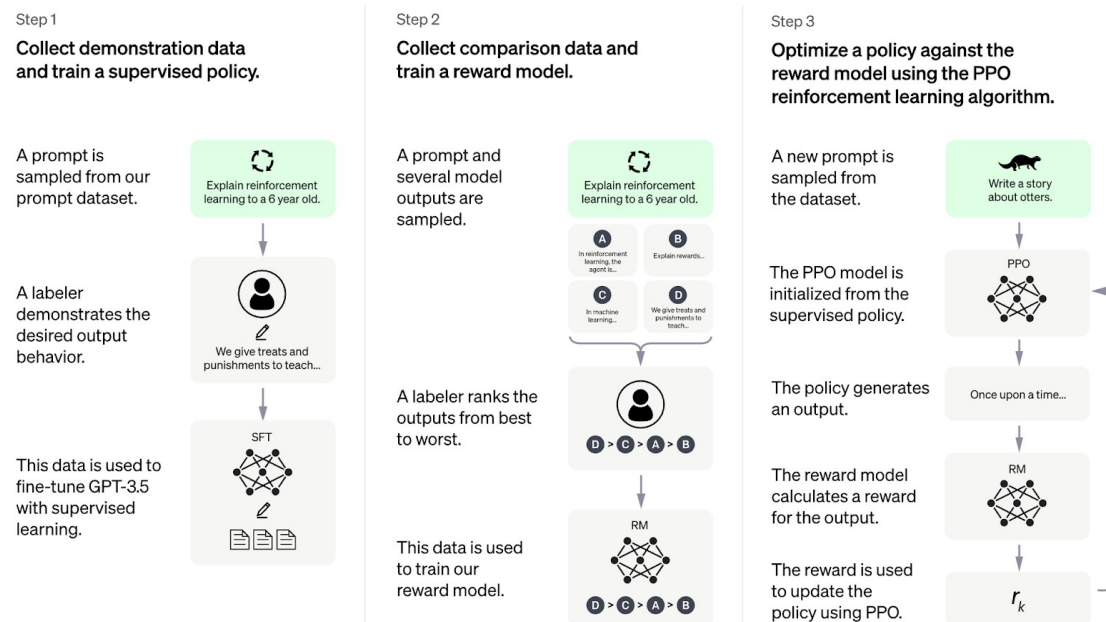 Step 1
Collect demonstration data
and train a supervised policy.
A prompt is
sampled from our
prompt dataset.
Explain reinforcement
learning to a 6 year old.
A labeler
demonstrates the
desired output
behavior.
We give treats and
punishments to teach...
This data is used to
fine-tune GPT-3.5
with supervised
learning.
SFT
Step 2
Collect comparison data and
train a reward model.
A prompt and
several model
outputs are
sampled.
Explain reinforcement
learning to a 6 year old.
A
In reinforcement
learning, the
agent is...
B
Explain rewards...
C
In machine
learning...
D
We give treats and
punishments to
teach...
A labeler ranks the
outputs from best
to worst.
D > C > A > B
This data is used
to train our
reward model.
RM
D > C > A > B
Step 3
Optimize a policy against the
reward model using the PPO
reinforcement learning algorithm.
A new prompt is
sampled from
the dataset.
Write a story
about otters.
The PPO model is
initialized from the
supervised policy.
PPO
The policy generates
an output.
Once upon a time...
The reward model
calculates a reward
for the output.
RM
The reward is used
to update the
policy using PPO.
rk